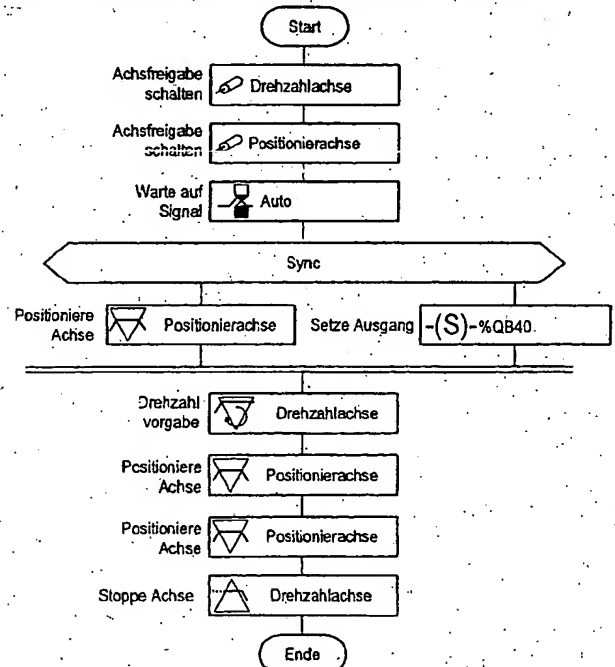 Start
Achsfreigabe
schalten
Drehzahlachse
Achsfreigabe
schalten
Positionierachse
Warte auf
Signal
Auto
Sync
Positioniere
Achse
Positionierachse
Setze Ausgang
-(S)-%QB40.
Drehzahl
vorgabe
Drehzahlachse
Positioniere
Achse
Positionierachse
Positioniere
Achse
Positionierachse
Stoppe Achse
Drehzahlachse
Ende